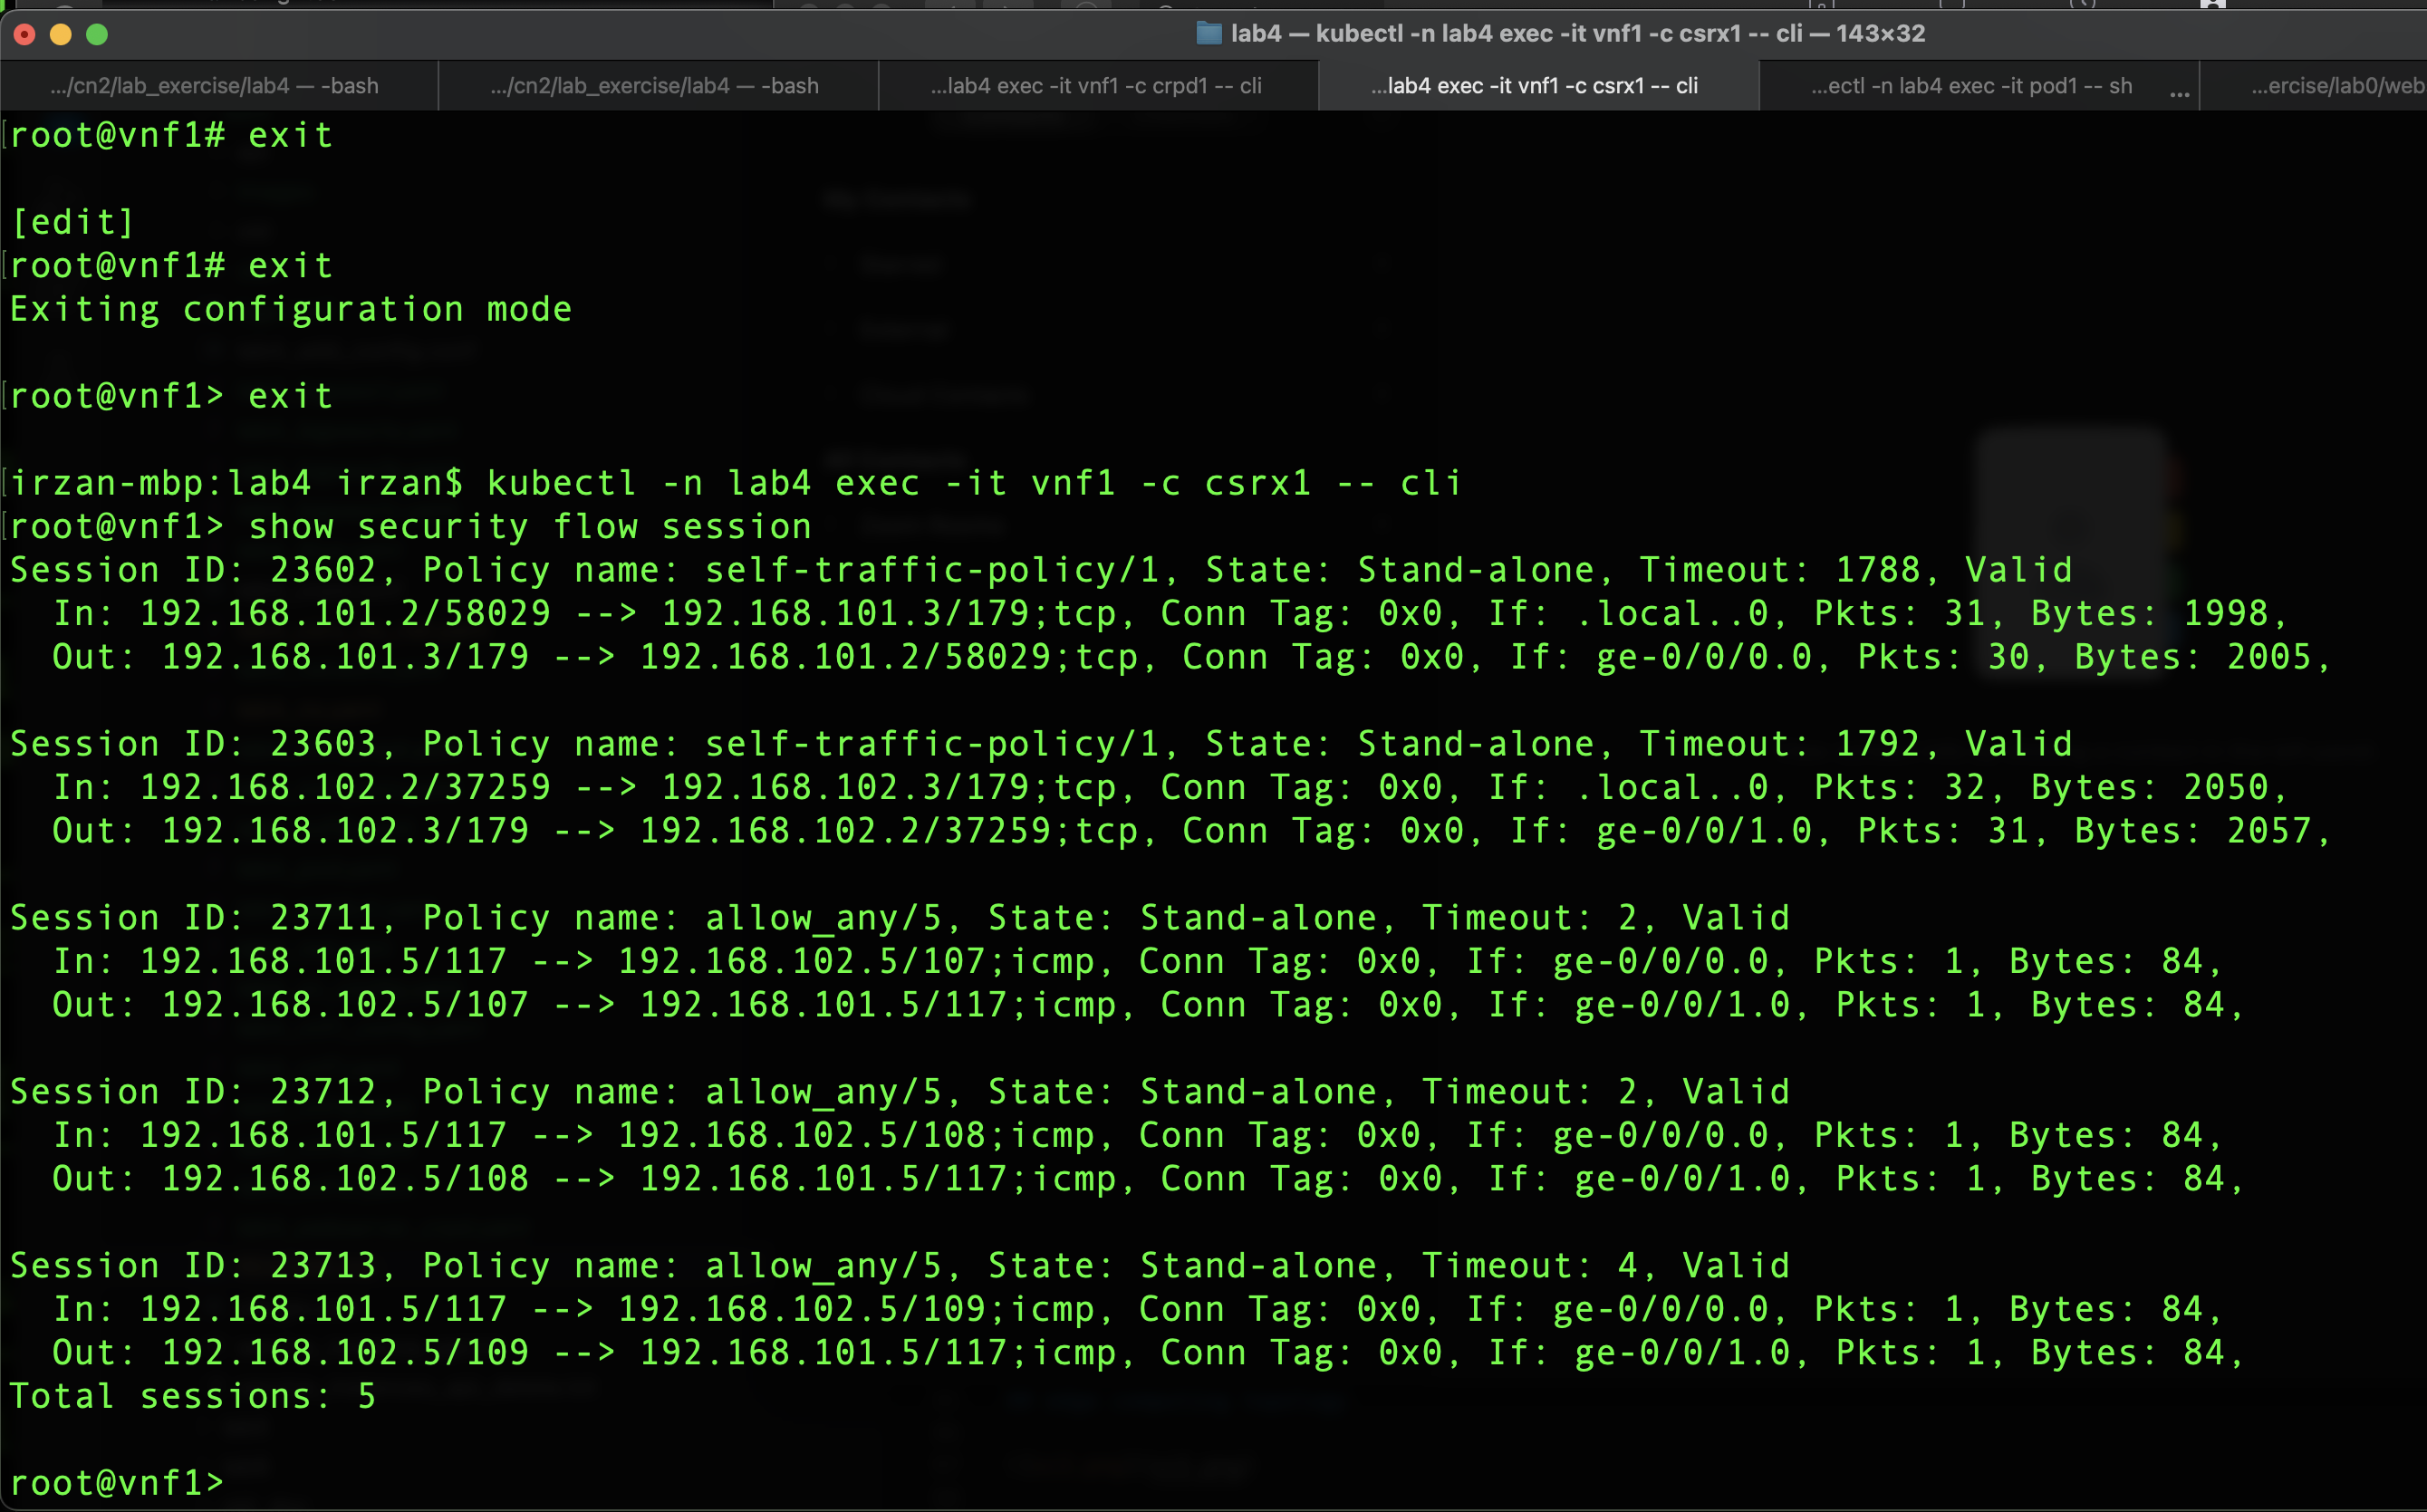 lab4 — kubectl -n lab4 exec -it vnf1 -c csrx1 -- cli — 143×32
.../cn2/lab_exercise/lab4 — -bash
.../cn2/lab_exercise/lab4 — -bash
...lab4 exec -it vnf1 -c crpd1 -- cli
...lab4 exec -it vnf1 -c csrx1 -- cli
...ectl -n lab4 exec -it pod1 -- sh ...
...ercise/lab0/web
[root@vnf1# exit
[edit]
[root@vnf1# exit
Exiting configuration mode
[root@vnf1> exit
[irzan-mbp:lab4 irzan$ kubectl -n lab4 exec -it vnf1 -c csrx1 -- cli
[root@vnf1> show security flow session
Session ID: 23602, Policy name: self-traffic-policy/1, State: Stand-alone, Timeout: 1788, Valid
  In: 192.168.101.2/58029 --> 192.168.101.3/179;tcp, Conn Tag: 0x0, If: .local..0, Pkts: 31, Bytes: 1998,
  Out: 192.168.101.3/179 --> 192.168.101.2/58029;tcp, Conn Tag: 0x0, If: ge-0/0/0.0, Pkts: 30, Bytes: 2005,
Session ID: 23603, Policy name: self-traffic-policy/1, State: Stand-alone, Timeout: 1792, Valid
  In: 192.168.102.2/37259 --> 192.168.102.3/179;tcp, Conn Tag: 0x0, If: .local..0, Pkts: 32, Bytes: 2050,
  Out: 192.168.102.3/179 --> 192.168.102.2/37259;tcp, Conn Tag: 0x0, If: ge-0/0/1.0, Pkts: 31, Bytes: 2057,
Session ID: 23711, Policy name: allow_any/5, State: Stand-alone, Timeout: 2, Valid
  In: 192.168.101.5/117 --> 192.168.102.5/107;icmp, Conn Tag: 0x0, If: ge-0/0/0.0, Pkts: 1, Bytes: 84,
  Out: 192.168.102.5/107 --> 192.168.101.5/117;icmp, Conn Tag: 0x0, If: ge-0/0/1.0, Pkts: 1, Bytes: 84,
Session ID: 23712, Policy name: allow_any/5, State: Stand-alone, Timeout: 2, Valid
  In: 192.168.101.5/117 --> 192.168.102.5/108;icmp, Conn Tag: 0x0, If: ge-0/0/0.0, Pkts: 1, Bytes: 84,
  Out: 192.168.102.5/108 --> 192.168.101.5/117;icmp, Conn Tag: 0x0, If: ge-0/0/1.0, Pkts: 1, Bytes: 84,
Session ID: 23713, Policy name: allow_any/5, State: Stand-alone, Timeout: 4, Valid
  In: 192.168.101.5/117 --> 192.168.102.5/109;icmp, Conn Tag: 0x0, If: ge-0/0/0.0, Pkts: 1, Bytes: 84,
  Out: 192.168.102.5/109 --> 192.168.101.5/117;icmp, Conn Tag: 0x0, If: ge-0/0/1.0, Pkts: 1, Bytes: 84,
Total sessions: 5
root@vnf1>